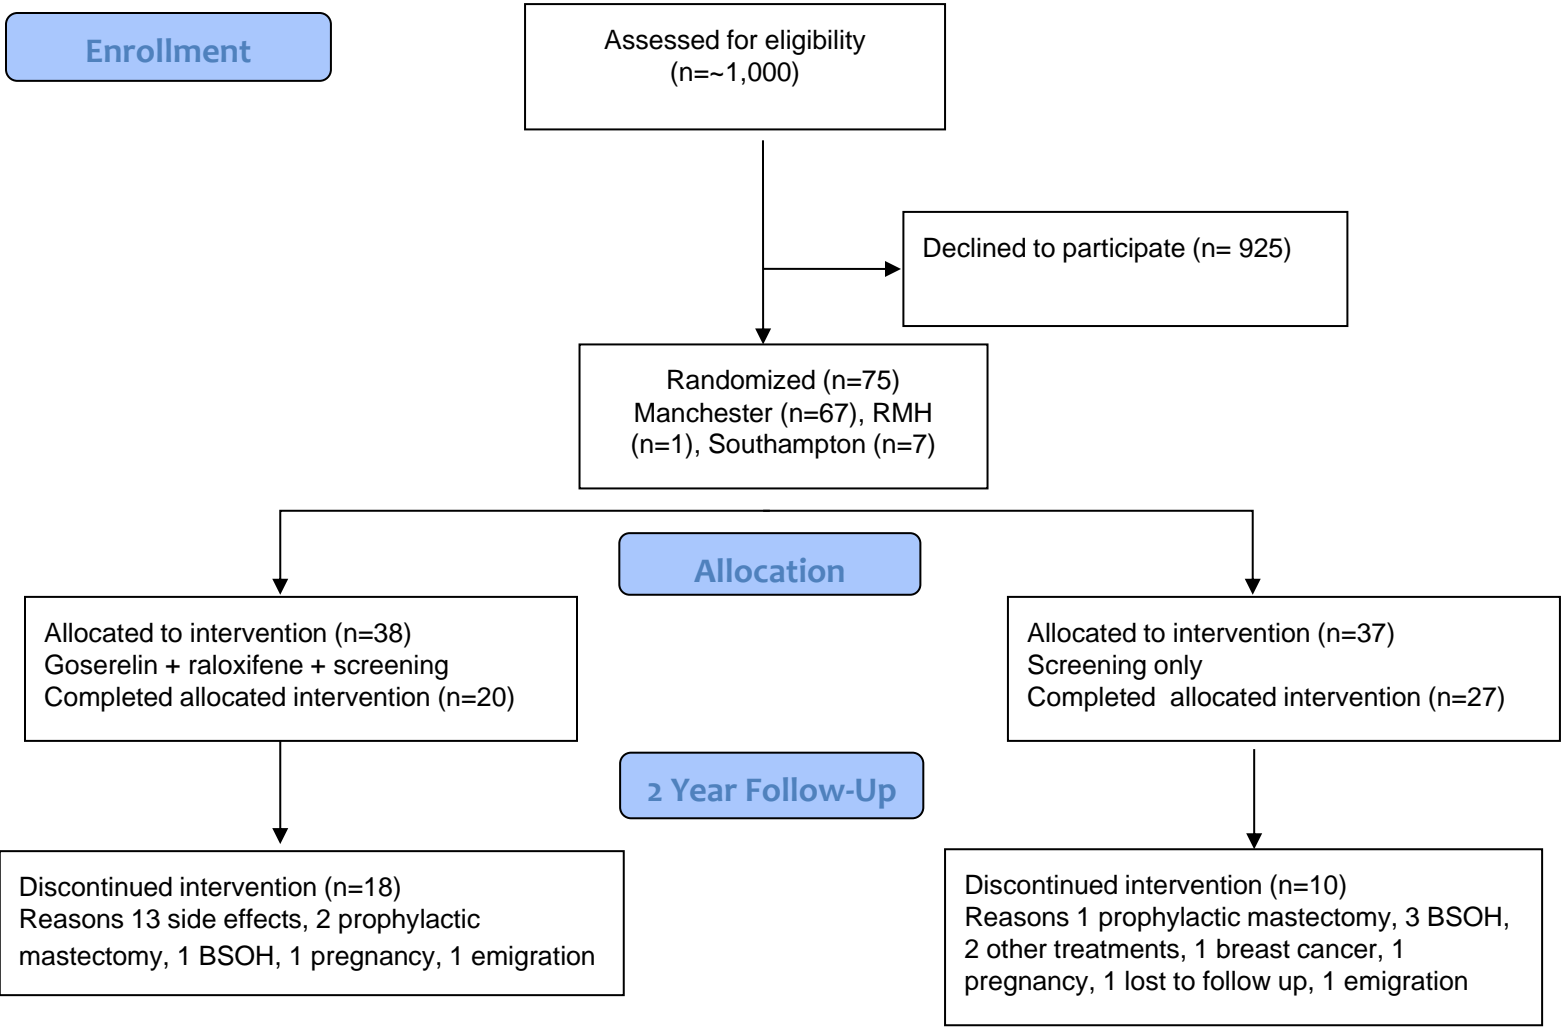 Enrollment
Assessed for eligibility
(n=~1,000)
Declined to participate (n= 925)
Randomized (n=75)
Manchester (n=67), RMH
(n=1), Southampton (n=7)
Allocation
Allocated to intervention (n=38)
Goserelin + raloxifene + screening
Completed allocated intervention (n=20)
Allocated to intervention (n=37)
Screening only
Completed  allocated intervention (n=27)
2 Year Follow-Up
Discontinued intervention (n=18)
Reasons 13 side effects, 2 prophylactic
mastectomy, 1 BSOH, 1 pregnancy, 1 emigration
Discontinued intervention (n=10)
Reasons 1 prophylactic mastectomy, 3 BSOH,
2 other treatments, 1 breast cancer, 1
pregnancy, 1 lost to follow up, 1 emigration